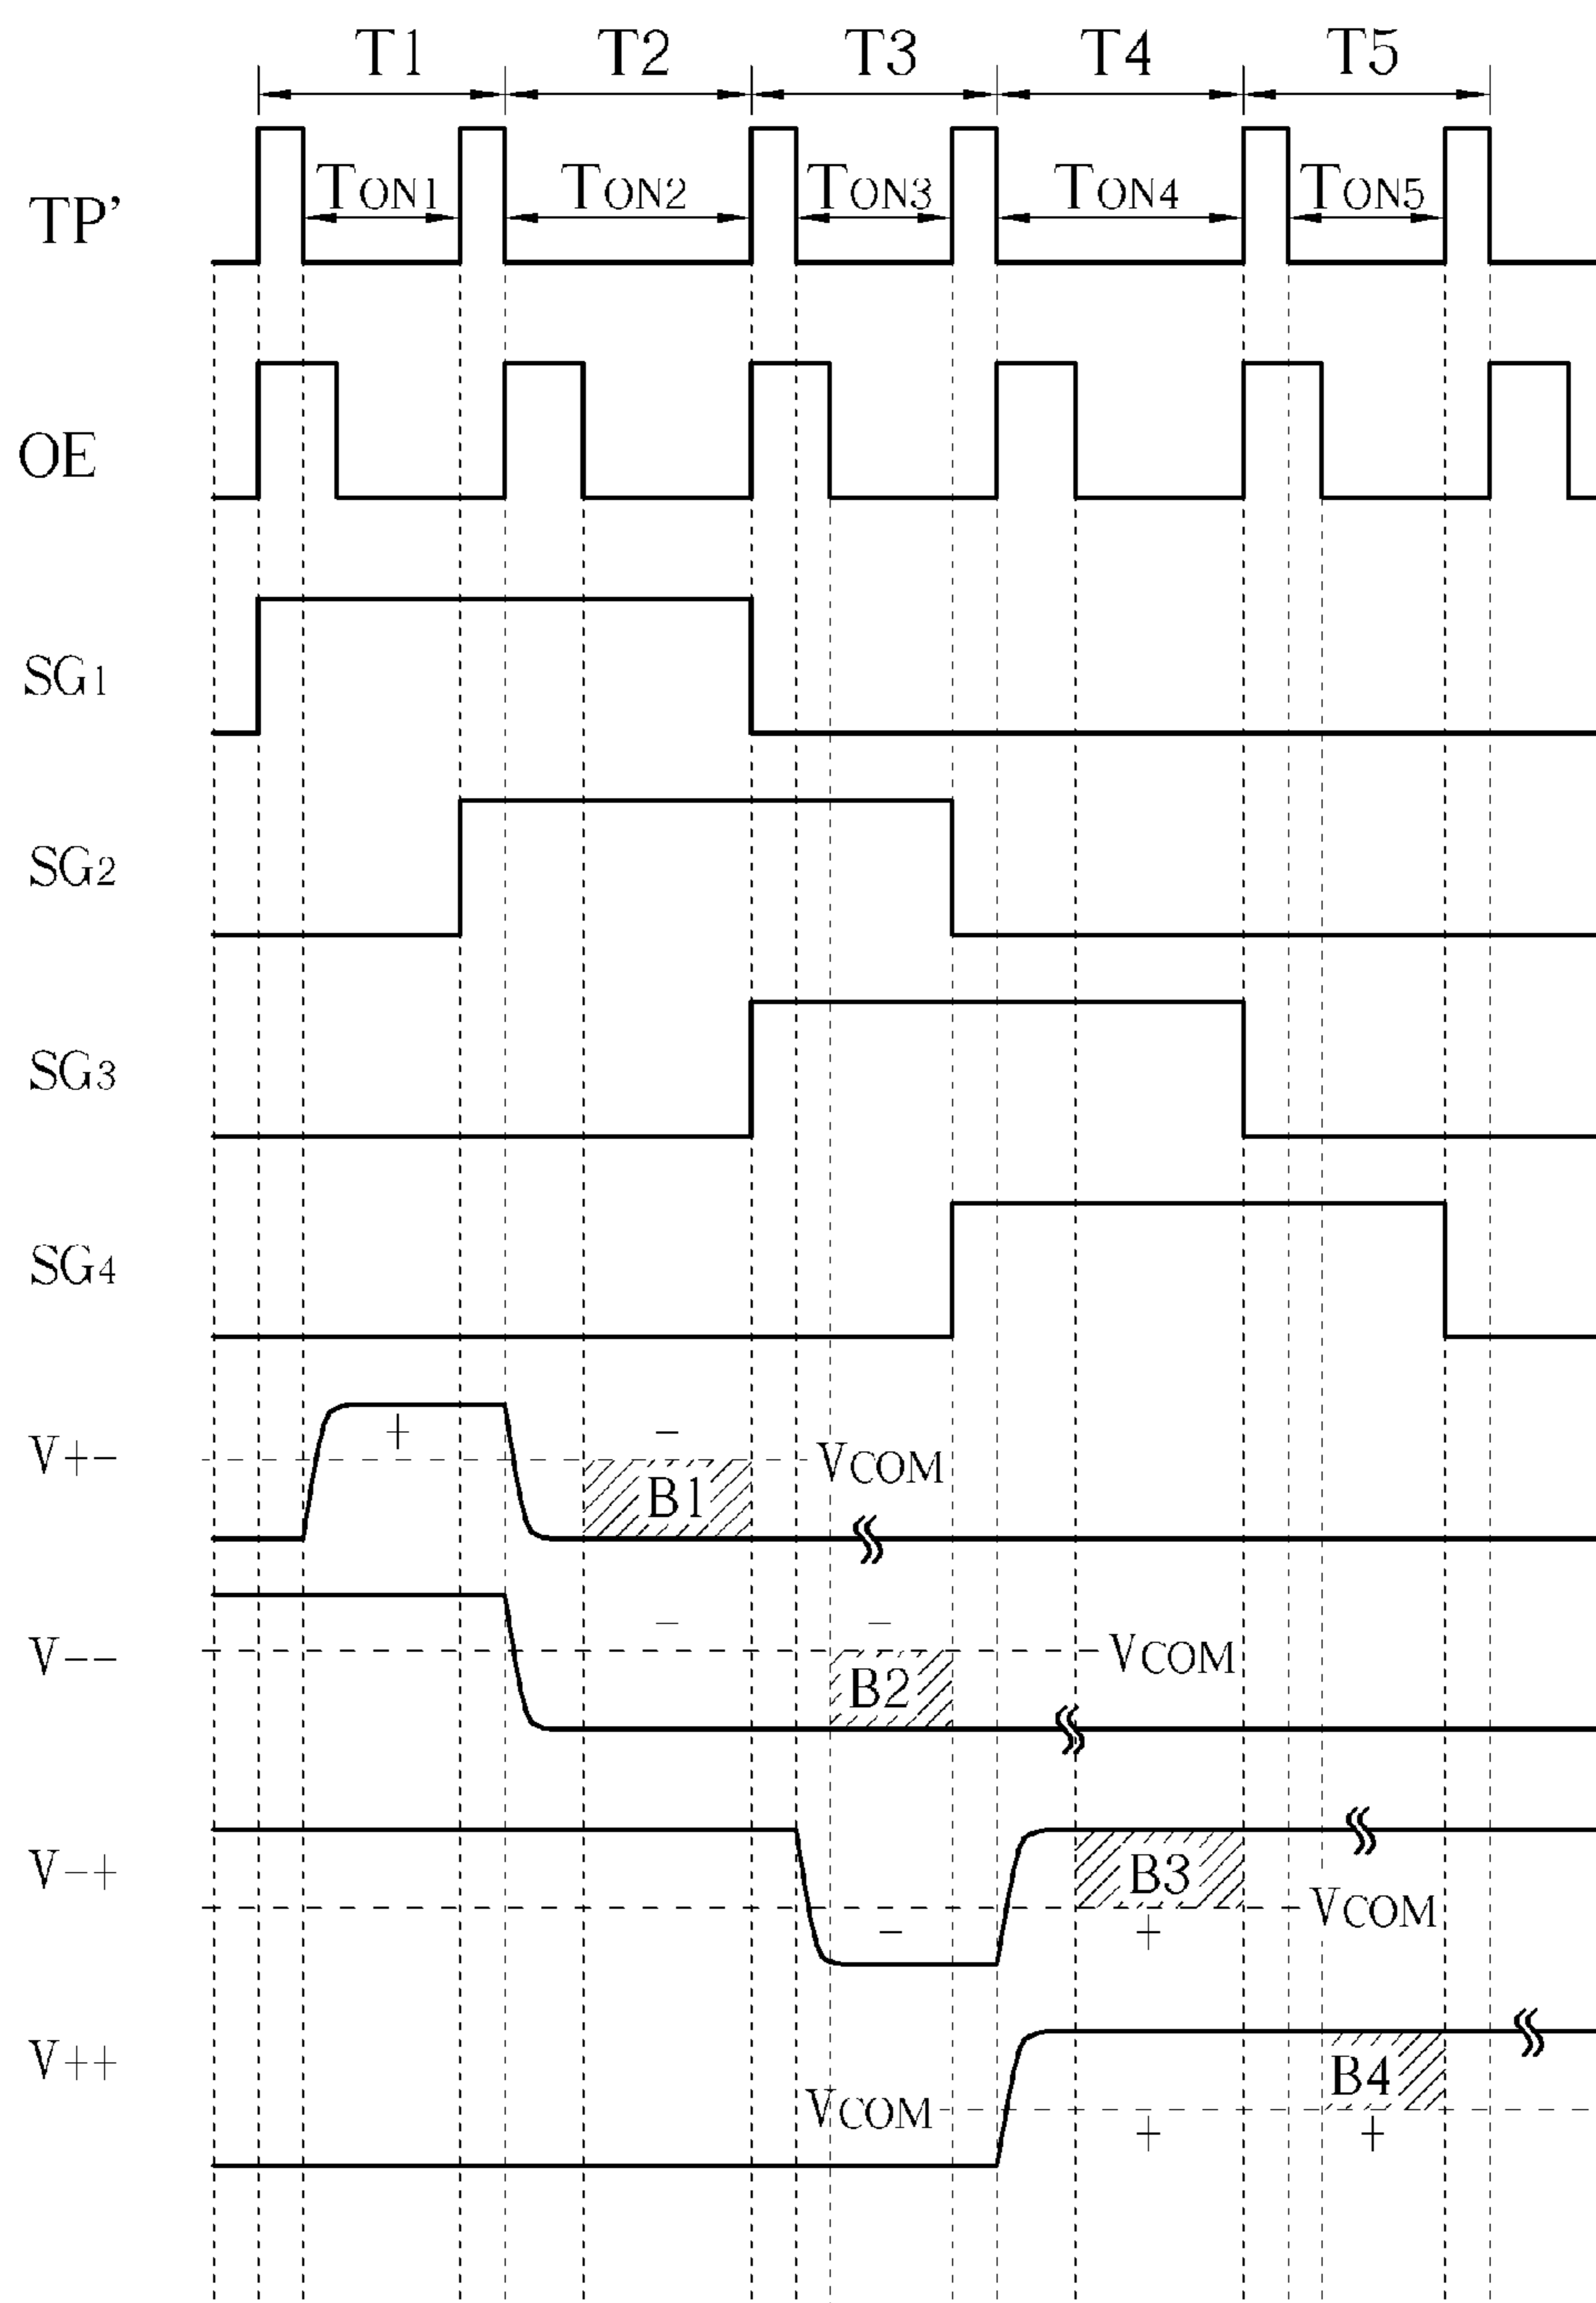 T1 T2 T3 T4 T5
TP' TON1 TON2 TON3 TON4 TON5
OE
SG1
SG2
SG3
SG4
V+- + - B1 VCOM
V-- - - B2 VCOM
V-+ - B3 + VCOM
V++ VCOM + B4 +